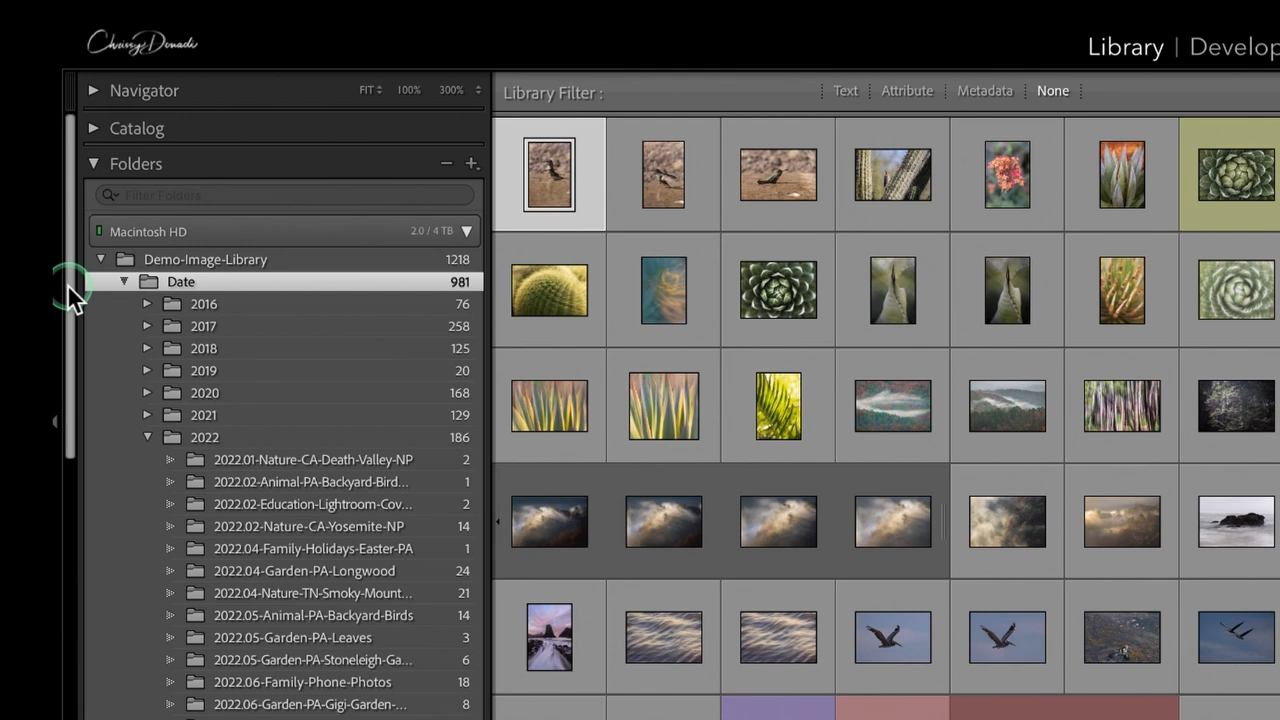 Chrissy Donadi
Library | Develop
Navigator FIT 100% 300%
Catalog
Folders
Filter Folders
Macintosh HD 2.0 / 4 TB
Demo-Image-Library 1218
Date 981
2016 76
2017 258
2018 125
2019 20
2020 168
2021 129
2022 186
2022.01-Nature-CA-Death-Valley-NP 2
2022.02-Animal-PA-Backyard-Bird... 1
2022.02-Education-Lightroom-Cov... 2
2022.02-Nature-CA-Yosemite-NP 14
2022.04-Family-Holidays-Easter-PA 1
2022.04-Garden-PA-Longwood 24
2022.04-Nature-TN-Smoky-Mount... 21
2022.05-Animal-PA-Backyard-Birds 14
2022.05-Garden-PA-Leaves 3
2022.05-Garden-PA-Stoneleigh-Ga... 6
2022.06-Family-Phone-Photos 18
2022.06-Garden-PA-Gigi-Garden-... 8
Library Filter : Text Attribute Metadata None